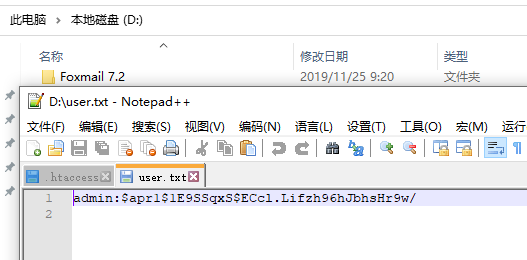 此电脑 > 本地磁盘 (D:)
名称 修改日期 类型
Foxmail 7.2 2019/11/25 9:20 文件夹
D:\user.txt - Notepad++
文件(F) 编辑(E) 搜索(S) 视图(V) 编码(N) 语言(L) 设置(T) 工具(O) 宏(M) 运行
.htaccess user.txt
1 admin:$apr1$1E9SSqxS$ECcl.Lifzh96hJbhsHr9w/
2